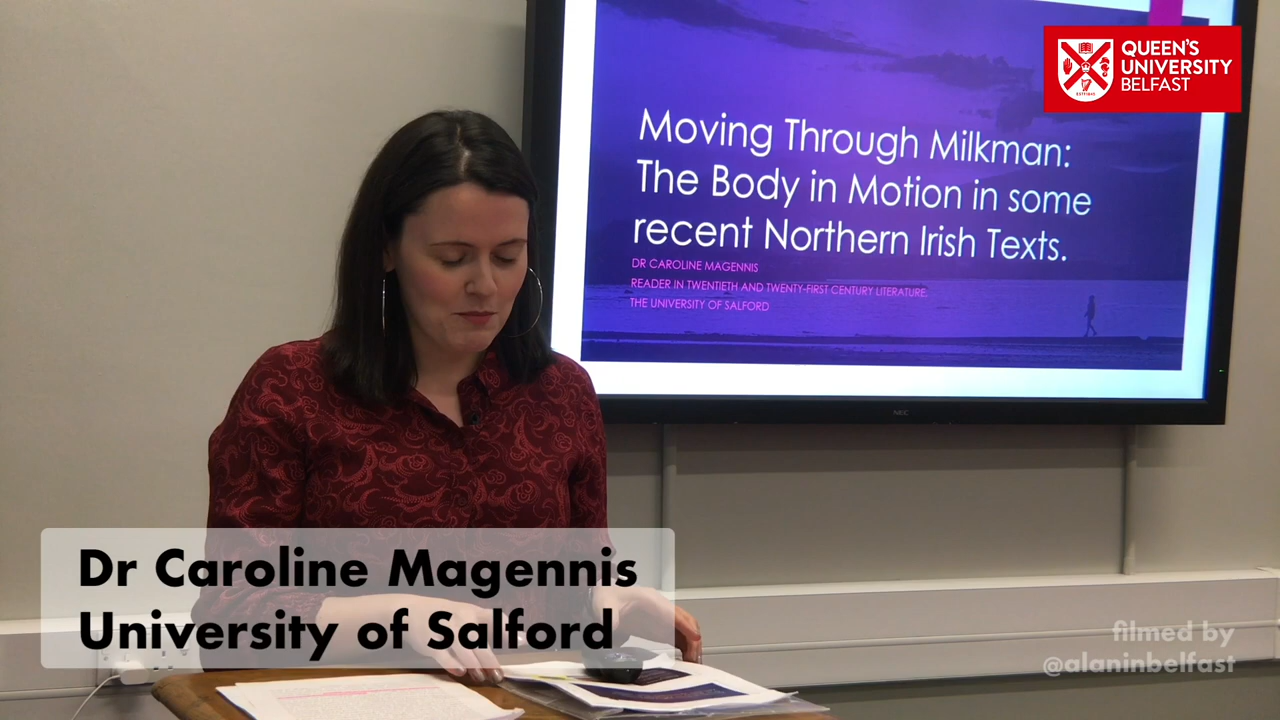 QUEEN'S
UNIVERSITY
BELFAST
Moving Through Milkman:
The Body in Motion in some
recent Northern Irish Texts.
DR CAROLINE MAGENNIS
READER IN TWENTIETH AND TWENTY-FIRST CENTURY LITERATURE.
THE UNIVERSITY OF SALFORD
NEC
Dr Caroline Magennis
University of Salford
filmed by
@alaninbelfast